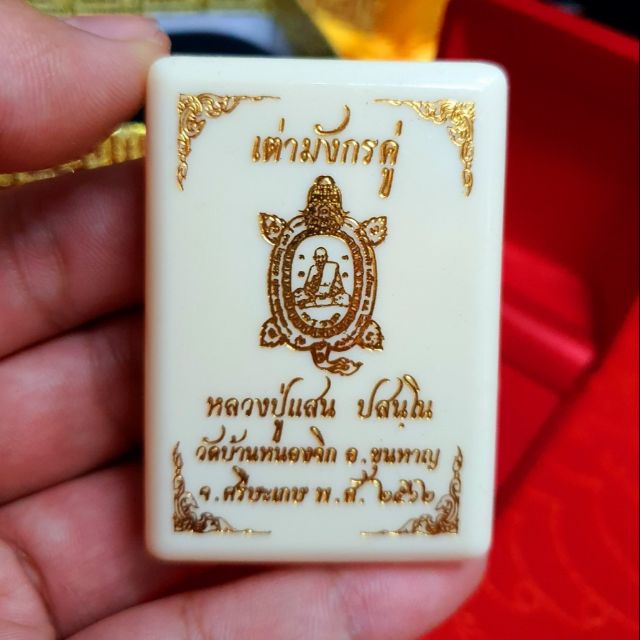 เต่ามังกรคู่
หลวงปู่แสน ปสนฺโน
วัดบ้านหนองจิก อ.ขุนหาญ
จ.ศรีษะเกษ พ.ศ.๒๕๖๒